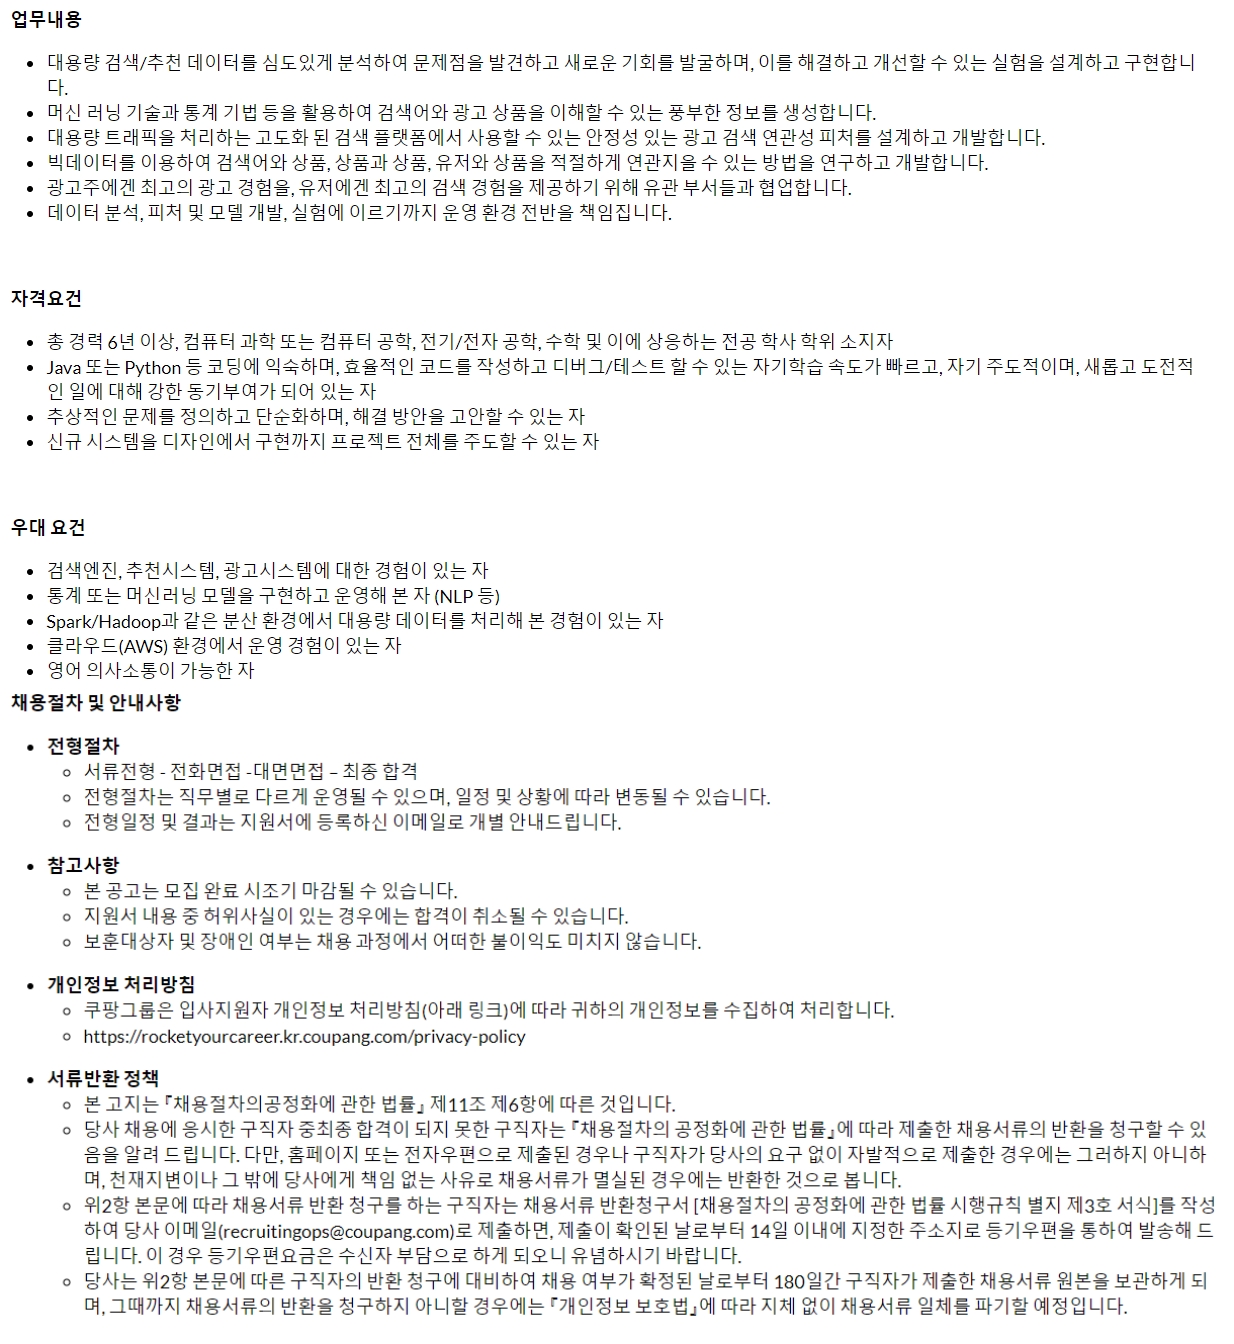 업무내용
• 대용량 검색/추천 데이터를 심도있게 분석하여 문제점을 발견하고 새로운 기회를 발굴하며, 이를 해결하고 개선할 수 있는 실험을 설계하고 구현합니
다.
• 머신 러닝 기술과 통계 기법 등을 활용하여 검색어와 광고 상품을 이해할 수 있는 풍부한 정보를 생성합니다.
• 대용량 트래픽을 처리하는 고도화 된 검색 플랫폼에서 사용할 수 있는 안정성 있는 광고 검색 연관성 피처를 설계하고 개발합니다.
• 빅데이터를 이용하여 검색어와 상품, 상품과 상품, 유저와 상품을 적절하게 연관지을 수 있는 방법을 연구하고 개발합니다.
• 광고주에겐 최고의 광고 경험을, 유저에겐 최고의 검색 경험을 제공하기 위해 유관 부서들과 협업합니다.
• 데이터 분석, 피처 및 모델 개발, 실험에 이르기까지 운영 환경 전반을 책임집니다.
자격요건
• 총 경력 6년 이상, 컴퓨터 과학 또는 컴퓨터 공학, 전기/전자 공학, 수학 및 이에 상응하는 전공 학사 학위 소지자
• Java 또는 Python 등 코딩에 익숙하며, 효율적인 코드를 작성하고 디버그/테스트 할 수 있는 자기학습 속도가 빠르고, 자기 주도적이며, 새롭고 도전적
인 일에 대해 강한 동기부여가 되어 있는 자
• 추상적인 문제를 정의하고 단순화하며, 해결 방안을 고안할 수 있는 자
• 신규 시스템을 디자인에서 구현까지 프로젝트 전체를 주도할 수 있는 자
우대 요건
• 검색엔진, 추천시스템, 광고시스템에 대한 경험이 있는 자
• 통계 또는 머신러닝 모델을 구현하고 운영해 본 자 (NLP 등)
• Spark/Hadoop과 같은 분산 환경에서 대용량 데이터를 처리해 본 경험이 있는 자
• 클라우드(AWS) 환경에서 운영 경험이 있는 자
• 영어 의사소통이 가능한 자
채용절차 및 안내사항
• 전형절차
◦ 서류전형 - 전화면접 -대면면접 – 최종 합격
◦ 전형절차는 직무별로 다르게 운영될 수 있으며, 일정 및 상황에 따라 변동될 수 있습니다.
◦ 전형일정 및 결과는 지원서에 등록하신 이메일로 개별 안내드립니다.
• 참고사항
◦ 본 공고는 모집 완료 시조기 마감될 수 있습니다.
◦ 지원서 내용 중 허위사실이 있는 경우에는 합격이 취소될 수 있습니다.
◦ 보훈대상자 및 장애인 여부는 채용 과정에서 어떠한 불이익도 미치지 않습니다.
• 개인정보 처리방침
◦ 쿠팡그룹은 입사지원자 개인정보 처리방침(아래 링크)에 따라 귀하의 개인정보를 수집하여 처리합니다.
◦ https://rocketyourcareer.kr.coupang.com/privacy-policy
• 서류반환 정책
◦ 본 고지는 『채용절차의공정화에 관한 법률』 제11조 제6항에 따른 것입니다.
◦ 당사 채용에 응시한 구직자 중최종 합격이 되지 못한 구직자는 『채용절차의 공정화에 관한 법률』에 따라 제출한 채용서류의 반환을 청구할 수 있
음을 알려 드립니다. 다만, 홈페이지 또는 전자우편으로 제출된 경우나 구직자가 당사의 요구 없이 자발적으로 제출한 경우에는 그러하지 아니하
며, 천재지변이나 그 밖에 당사에게 책임 없는 사유로 채용서류가 멸실된 경우에는 반환한 것으로 봅니다.
◦ 위2항 본문에 따라 채용서류 반환 청구를 하는 구직자는 채용서류 반환청구서 [채용절차의 공정화에 관한 법률 시행규칙 별지 제3호 서식]를 작성
하여 당사 이메일(recruitingops@coupang.com)로 제출하면, 제출이 확인된 날로부터 14일 이내에 지정한 주소지로 등기우편을 통하여 발송해 드
립니다. 이 경우 등기우편요금은 수신자 부담으로 하게 되오니 유념하시기 바랍니다.
◦ 당사는 위2항 본문에 따른 구직자의 반환 청구에 대비하여 채용 여부가 확정된 날로부터 180일간 구직자가 제출한 채용서류 원본을 보관하게 되
며, 그때까지 채용서류의 반환을 청구하지 아니할 경우에는 『개인정보 보호법』에 따라 지체 없이 채용서류 일체를 파기할 예정입니다.